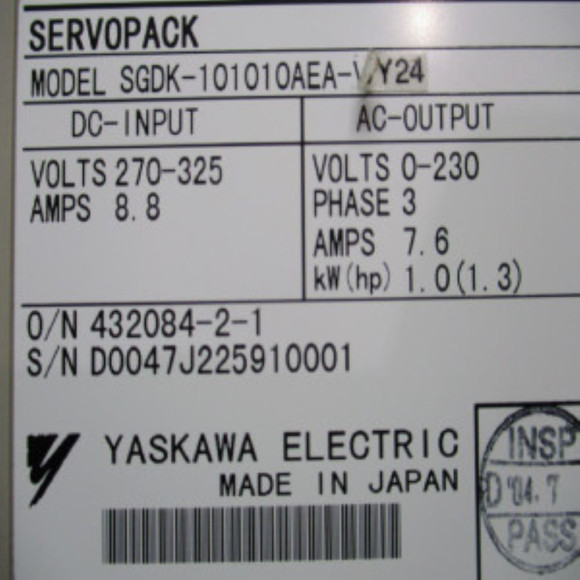 SERVOPACK
MODEL SGDK-101010AEA-V/Y24
DC-INPUT AC-OUTPUT
VOLTS 270-325
AMPS 8.8
VOLTS 0-230
PHASE 3
AMPS 7.6
kW(hp) 1.0(1.3)
O/N 432084-2-1
S/N D0047J225910001
YASKAWA ELECTRIC
MADE IN JAPAN
INSP
D '04.7
PASS